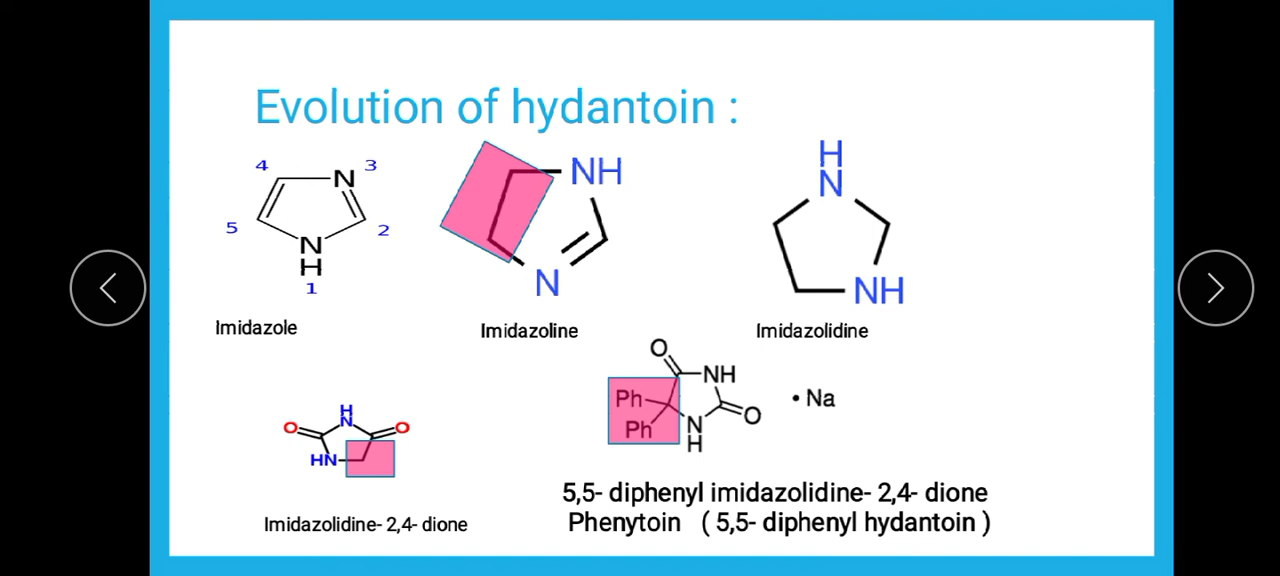 Evolution of hydantoin :
4
N
3
5
2
N
H
1
Imidazole
NH
N
Imidazoline
H
N
NH
Imidazolidine
H
N
O
O
HN
Imidazolidine- 2,4- dione
O
NH
Ph
O
Ph
N
H
• Na
5,5- diphenyl imidazolidine- 2,4- dione
Phenytoin ( 5,5- diphenyl hydantoin )